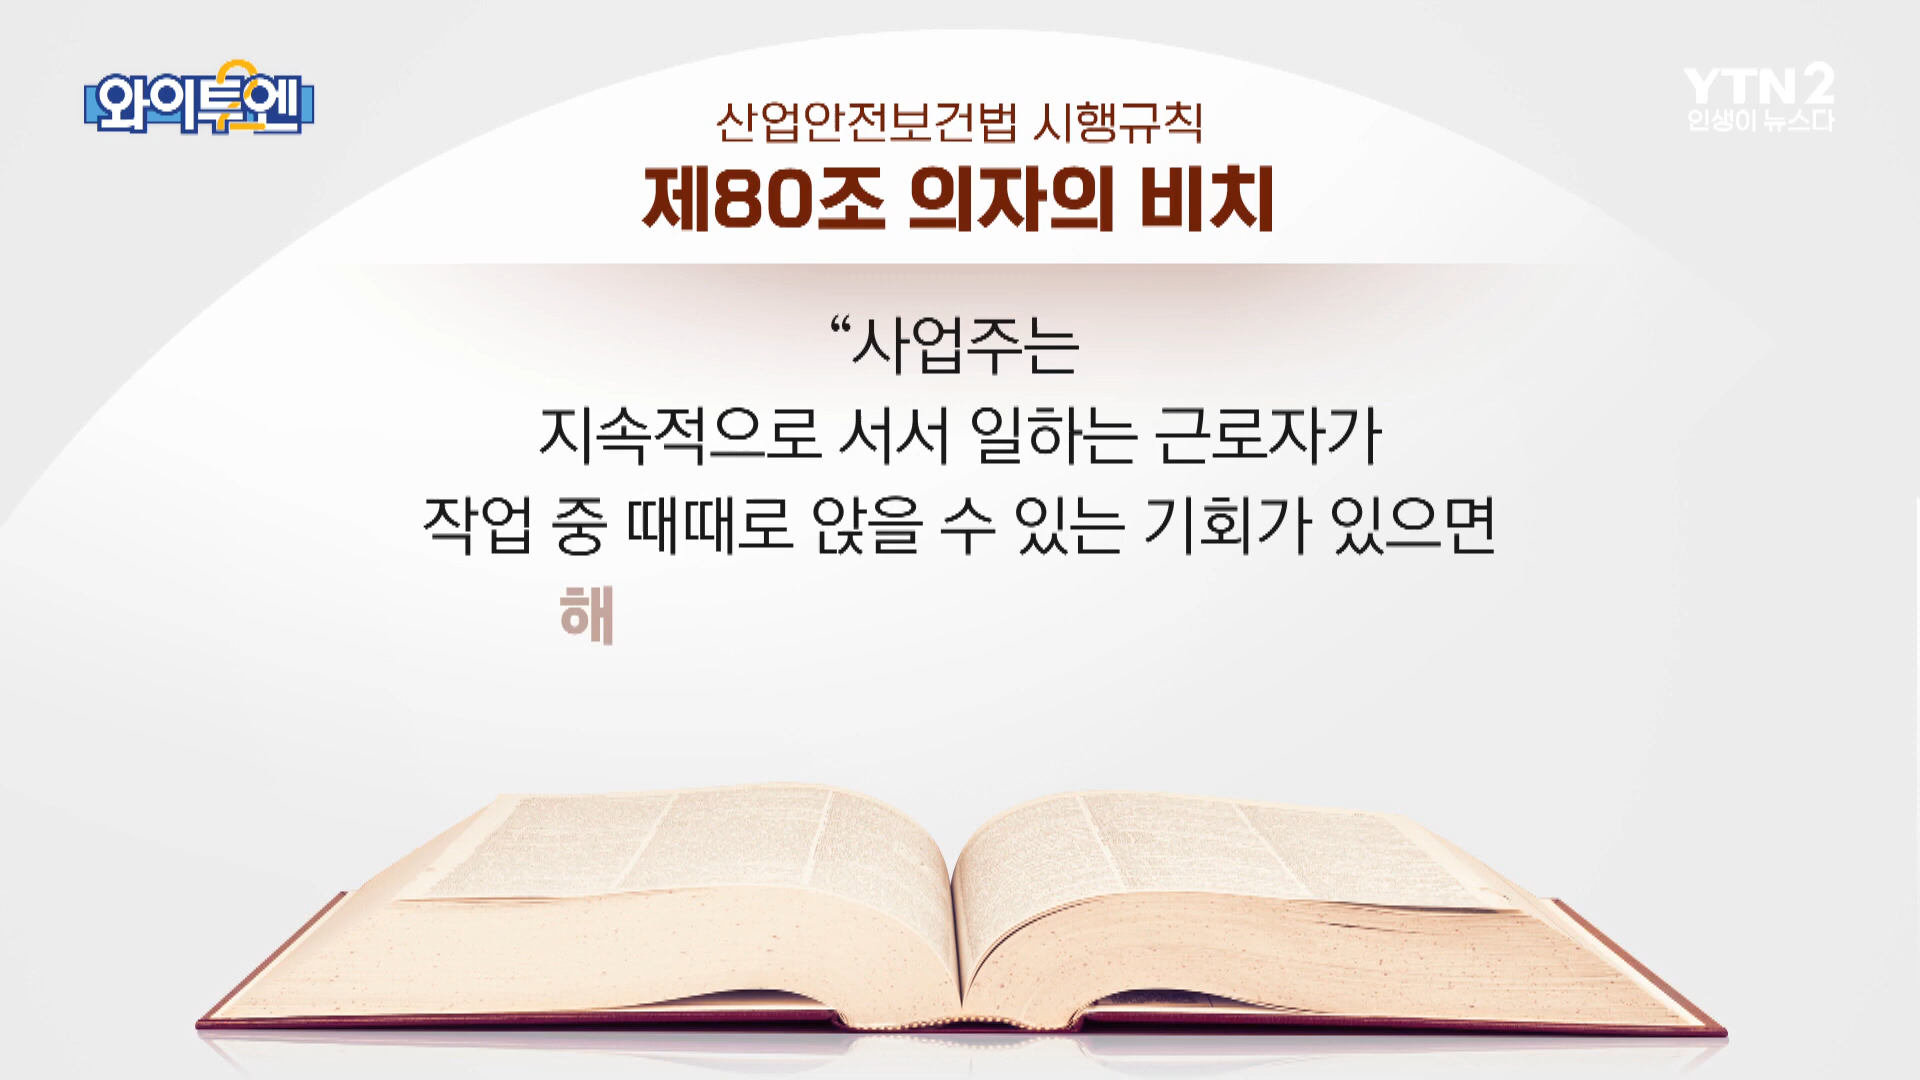 와이투엔
YTN2
인생이 뉴스다
산업안전보건법 시행규칙
제80조 의자의 비치
“사업주는
지속적으로 서서 일하는 근로자가
작업 중 때때로 앉을 수 있는 기회가 있으면
해